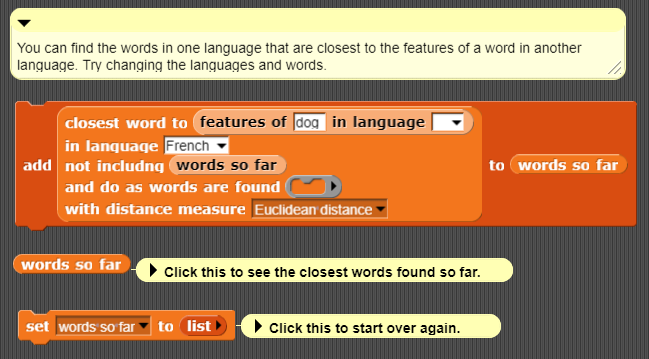 You can find the words in one language that are closest to the features of a word in another
language. Try changing the languages and words.
closest word to features of dog in language
in language French
not includng words so far
add
and do as words are found
with distance measure Euclidean distance
to words so far
words so far
Click this to see the closest words found so far.
set words so far to list
Click this to start over again.